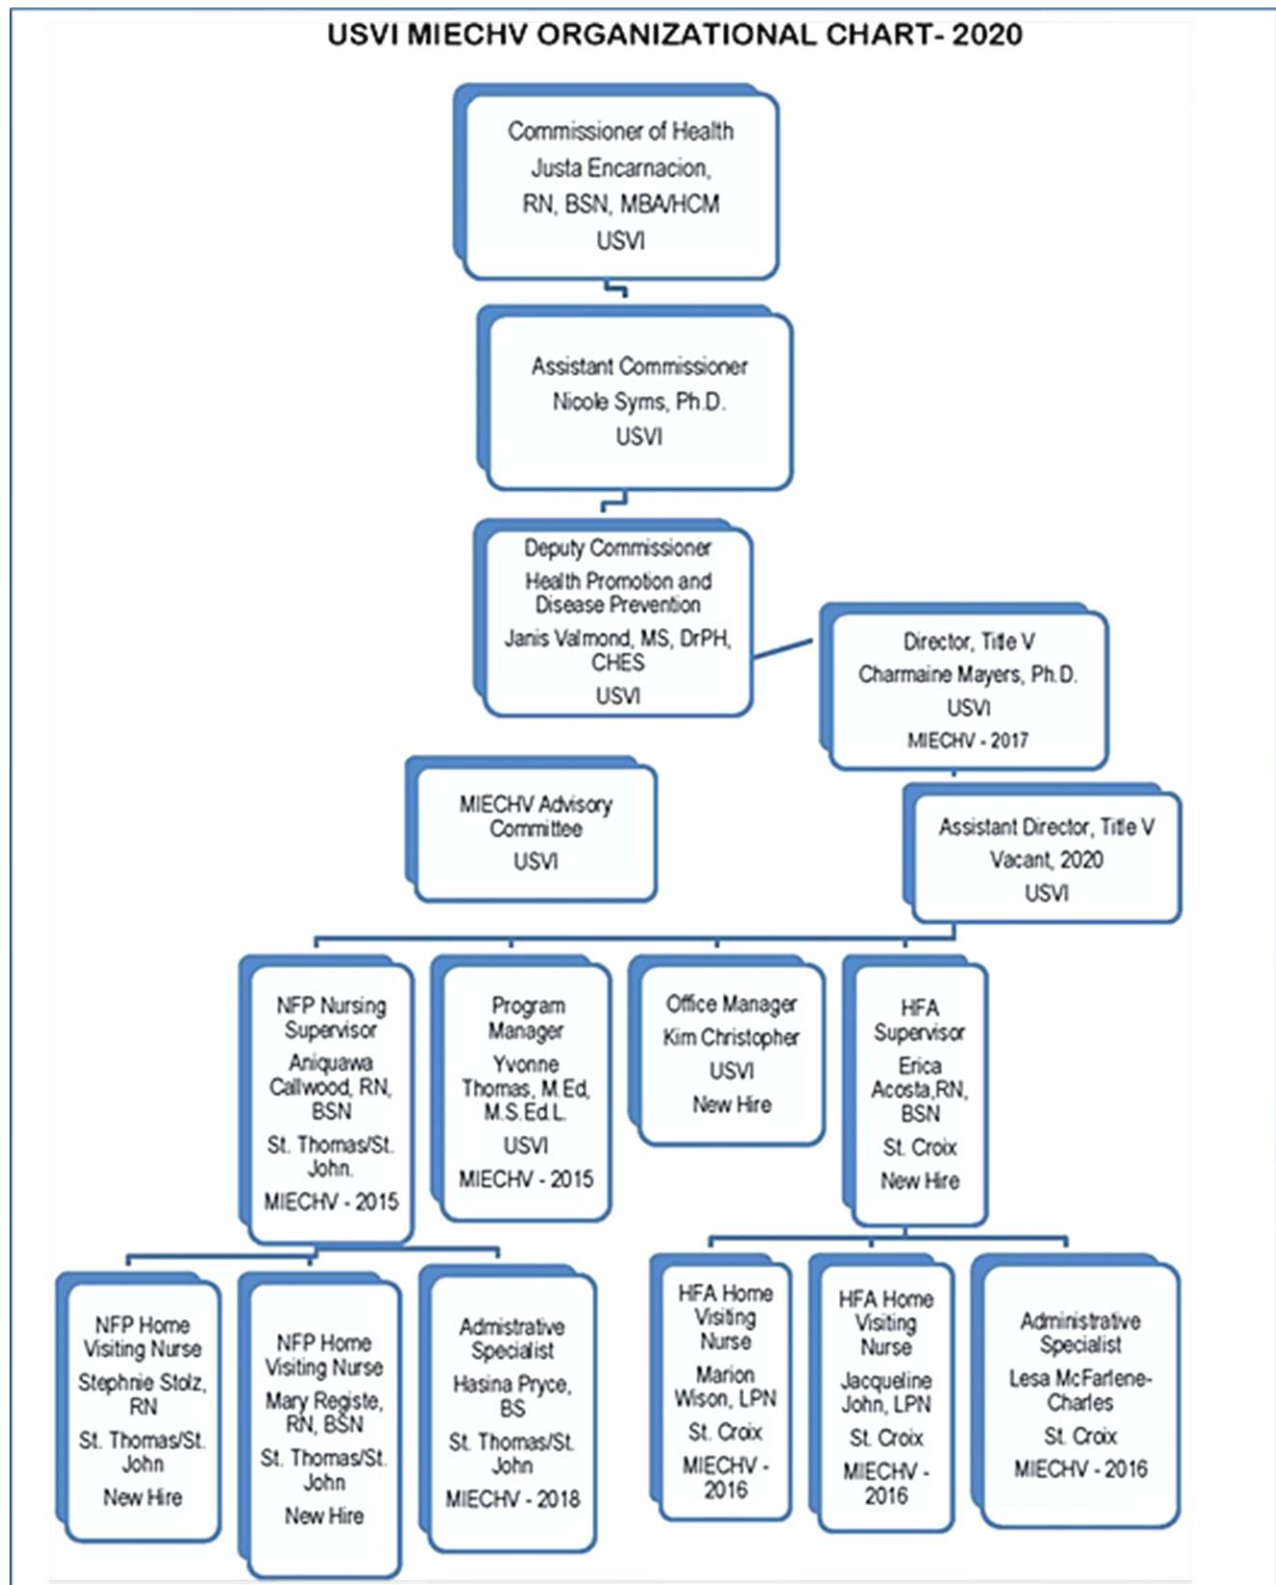 USVI MIECHV ORGANIZATIONAL CHART- 2020
Commissioner of Health
Justa Encarnacion,
RN, BSN, MBA/HCM
USVI
Assistant Commissioner
Nicole Syms, Ph.D.
USVI
Deputy Commissioner
Health Promotion and
Disease Prevention
Janis Valmond, MS, DrPH,
CHES
USVI
Director, Title V
Charmaine Mayers, Ph.D.
USVI
MIECHV - 2017
MIECHV Advisory
Committee
USVI
Assistant Director, Title V
Vacant, 2020
USVI
NFP Nursing
Supervisor
Aniquawa
Callwood, RN,
BSN
St. Thomas/St.
John.
MIECHV - 2015
Program
Manager
Yvonne
Thomas, M.Ed,
M.S.Ed.L.
USVI
MIECHV - 2015
Office Manager
Kim Christopher
USVI
New Hire
HFA
Supervisor
Erica
Acosta,RN,
BSN
St. Croix
New Hire
NFP Home
Visiting Nurse
Stephnie Stolz,
RN
St. Thomas/St.
John
New Hire
NFP Home
Visiting Nurse
Mary Registe,
RN, BSN
St. Thomas/St.
John
New Hire
Admistrative
Specialist
Hasina Pryce,
BS
St. Thomas/St.
John
MIECHV - 2018
HFA Home
Visiting
Nurse
Marion
Wison, LPN
St. Croix
MIECHV -
2016
HFA Home
Visiting
Nurse
Jacqueline
John, LPN
St. Croix
MIECHV -
2016
Administrative
Specialist
Lesa McFarlene-
Charles
St. Croix
MIECHV - 2016